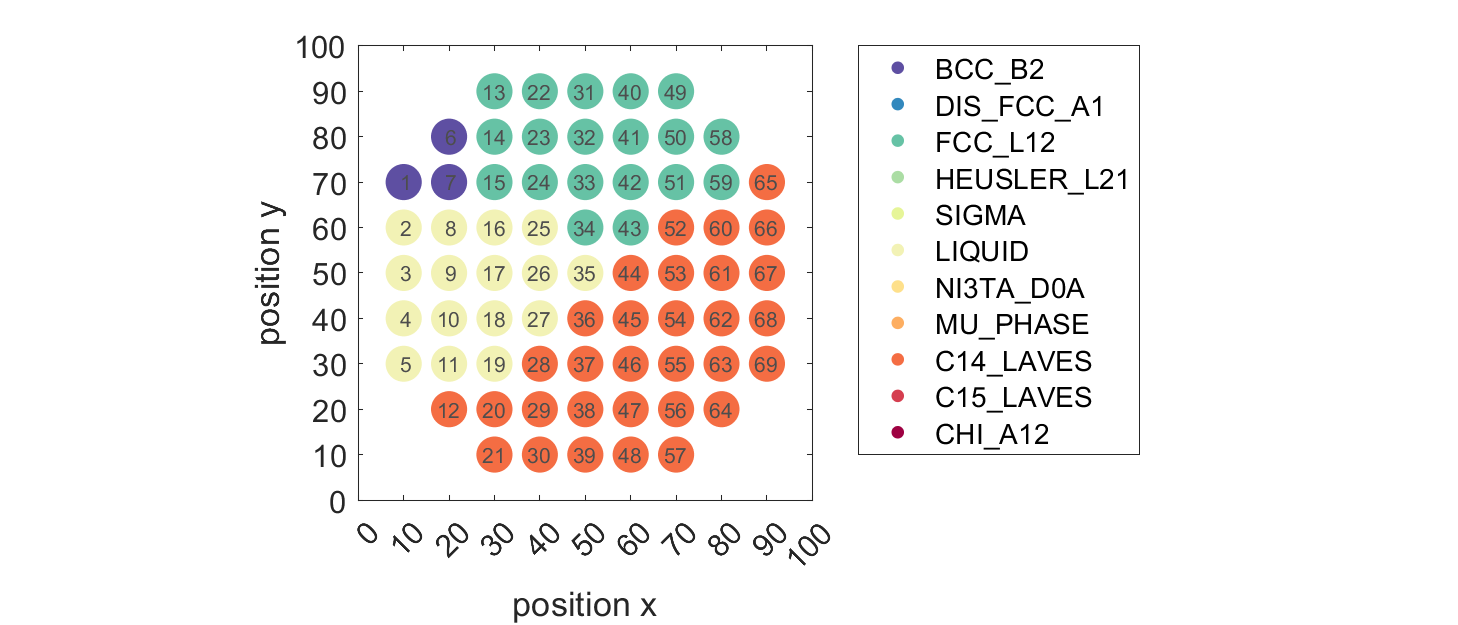 100
90
80
70
60
50
40
30
20
10
0
13 22 31 40 49
6 14 23 32 41 50 58
1 7 15 24 33 42 51 59 65
2 8 16 25 34 43 52 60 66
3 9 17 26 35 44 53 61 67
4 10 18 27 36 45 54 62 68
5 11 19 28 37 46 55 63 69
12 20 29 38 47 56 64
21 30 39 48 57
0 10 20 30 40 50 60 70 80 90 100
position x
position y
BCC_B2
DIS_FCC_A1
FCC_L12
HEUSLER_L21
SIGMA
LIQUID
NI3TA_D0A
MU_PHASE
C14_LAVES
C15_LAVES
CHI_A12